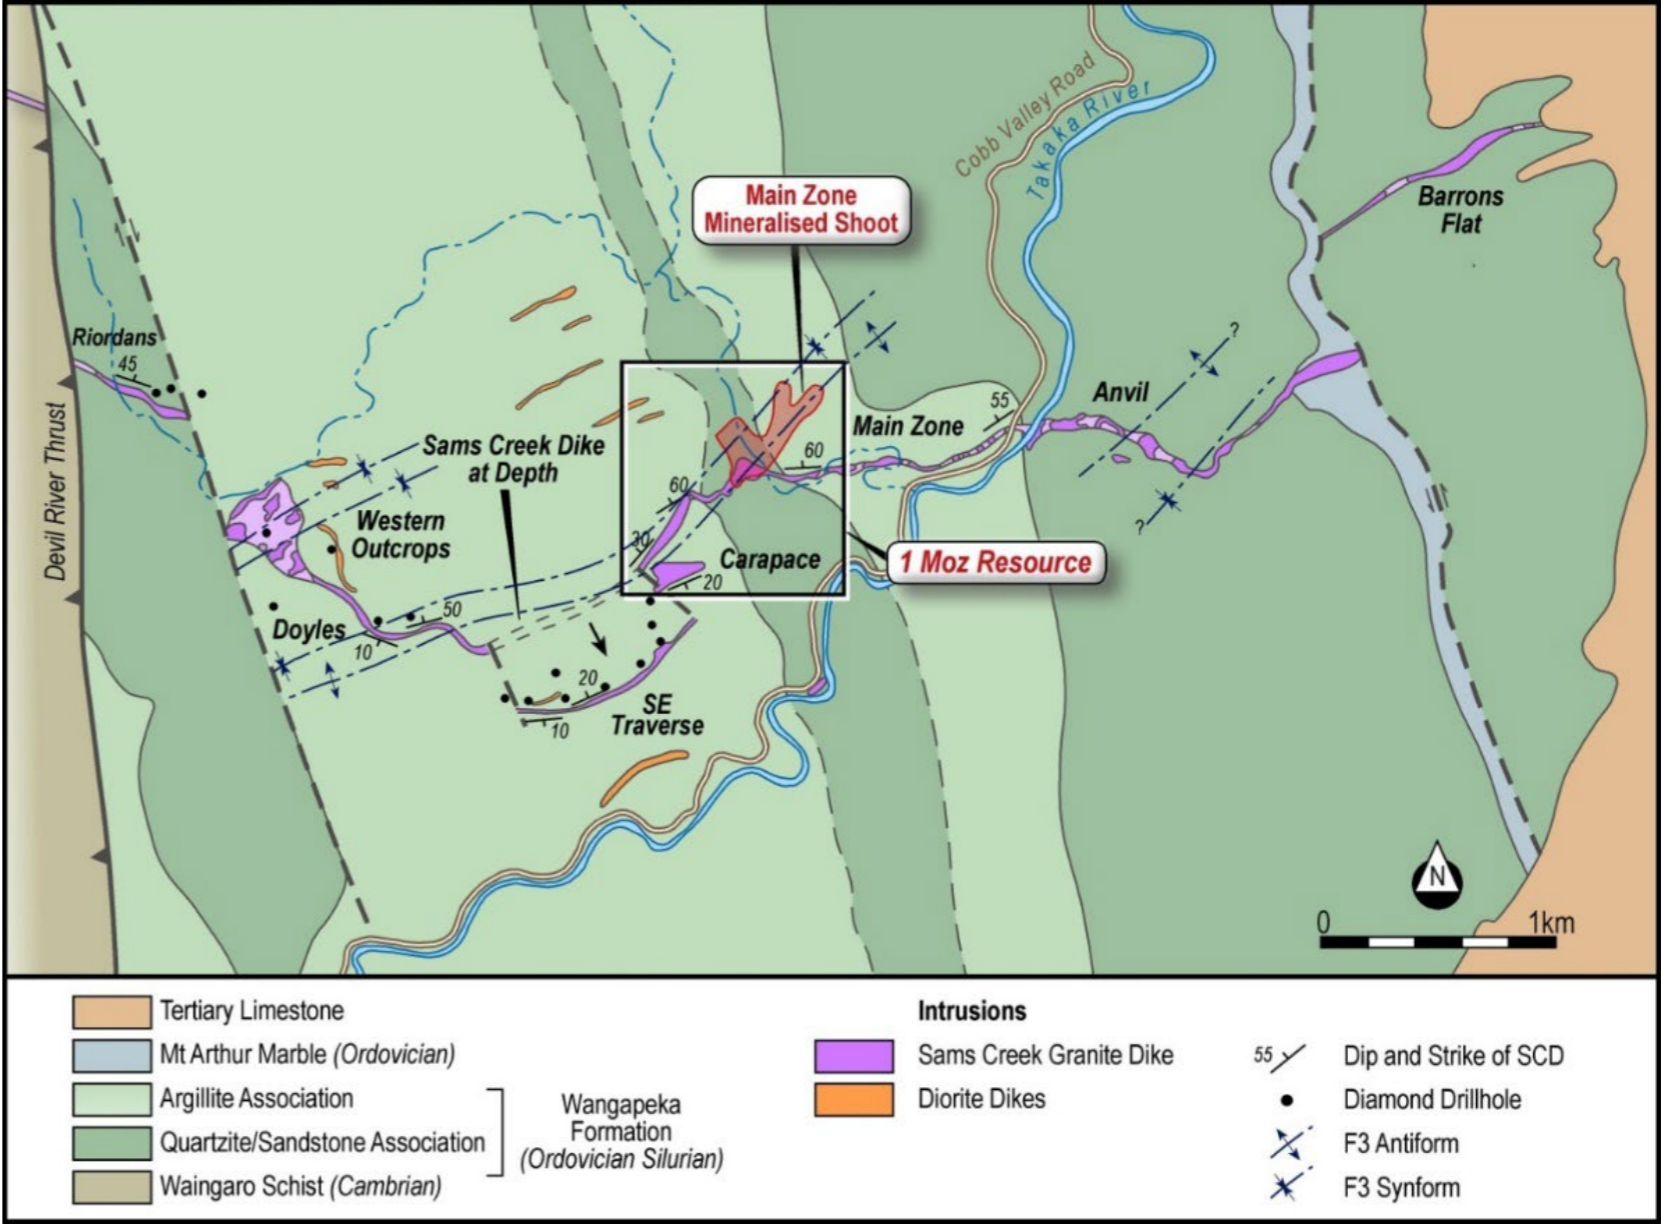 Cobb Valley Road
Takaka River
Main Zone
Mineralised Shoot
Barrons
Flat
Riordans
45
Devil River Thrust
Sams Creek Dike
at Depth
Main Zone
55
Anvil
?
60
60
Western
Outcrops
30
Carapace
20
1 Moz Resource
?
Doyles
50
10
20
10
SE
Traverse
N
0 1km
Tertiary Limestone
Mt Arthur Marble (Ordovician)
Argillite Association
Quartzite/Sandstone Association
Waingaro Schist (Cambrian)
Wangapeka
Formation
(Ordovician Silurian)
Intrusions
Sams Creek Granite Dike
Diorite Dikes
55 Dip and Strike of SCD
Diamond Drillhole
F3 Antiform
F3 Synform